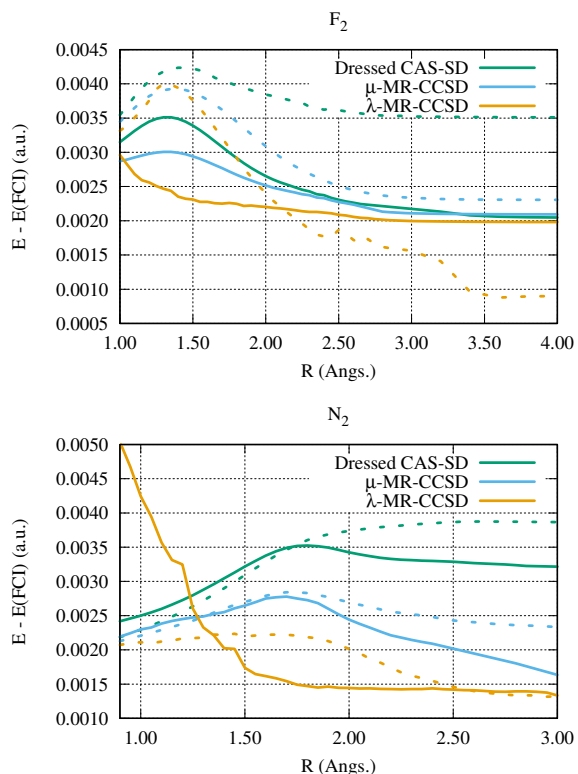 F2
E - E(FCI) (a.u.)
0.0045
0.0040
0.0035
0.0030
0.0025
0.0020
0.0015
0.0010
0.0005
Dressed CAS-SD
μ-MR-CCSD
λ-MR-CCSD
1.00 1.50 2.00 2.50 3.00 3.50 4.00
R (Angs.)
N2
E - E(FCI) (a.u.)
0.0050
0.0045
0.0040
0.0035
0.0030
0.0025
0.0020
0.0015
0.0010
Dressed CAS-SD
μ-MR-CCSD
λ-MR-CCSD
1.00 1.50 2.00 2.50 3.00
R (Angs.)